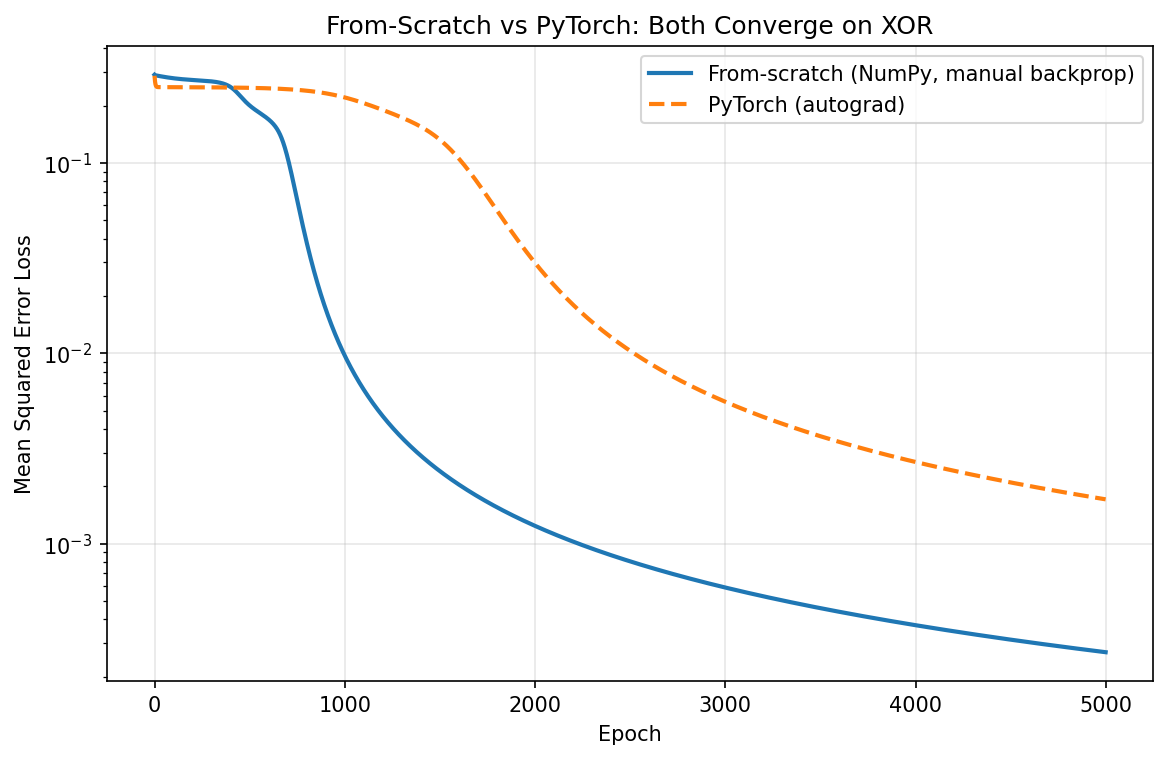 From-Scratch vs PyTorch: Both Converge on XOR
From-scratch (NumPy, manual backprop)
PyTorch (autograd)
Mean Squared Error Loss
10⁻¹
10⁻²
10⁻³
0 1000 2000 3000 4000 5000
Epoch